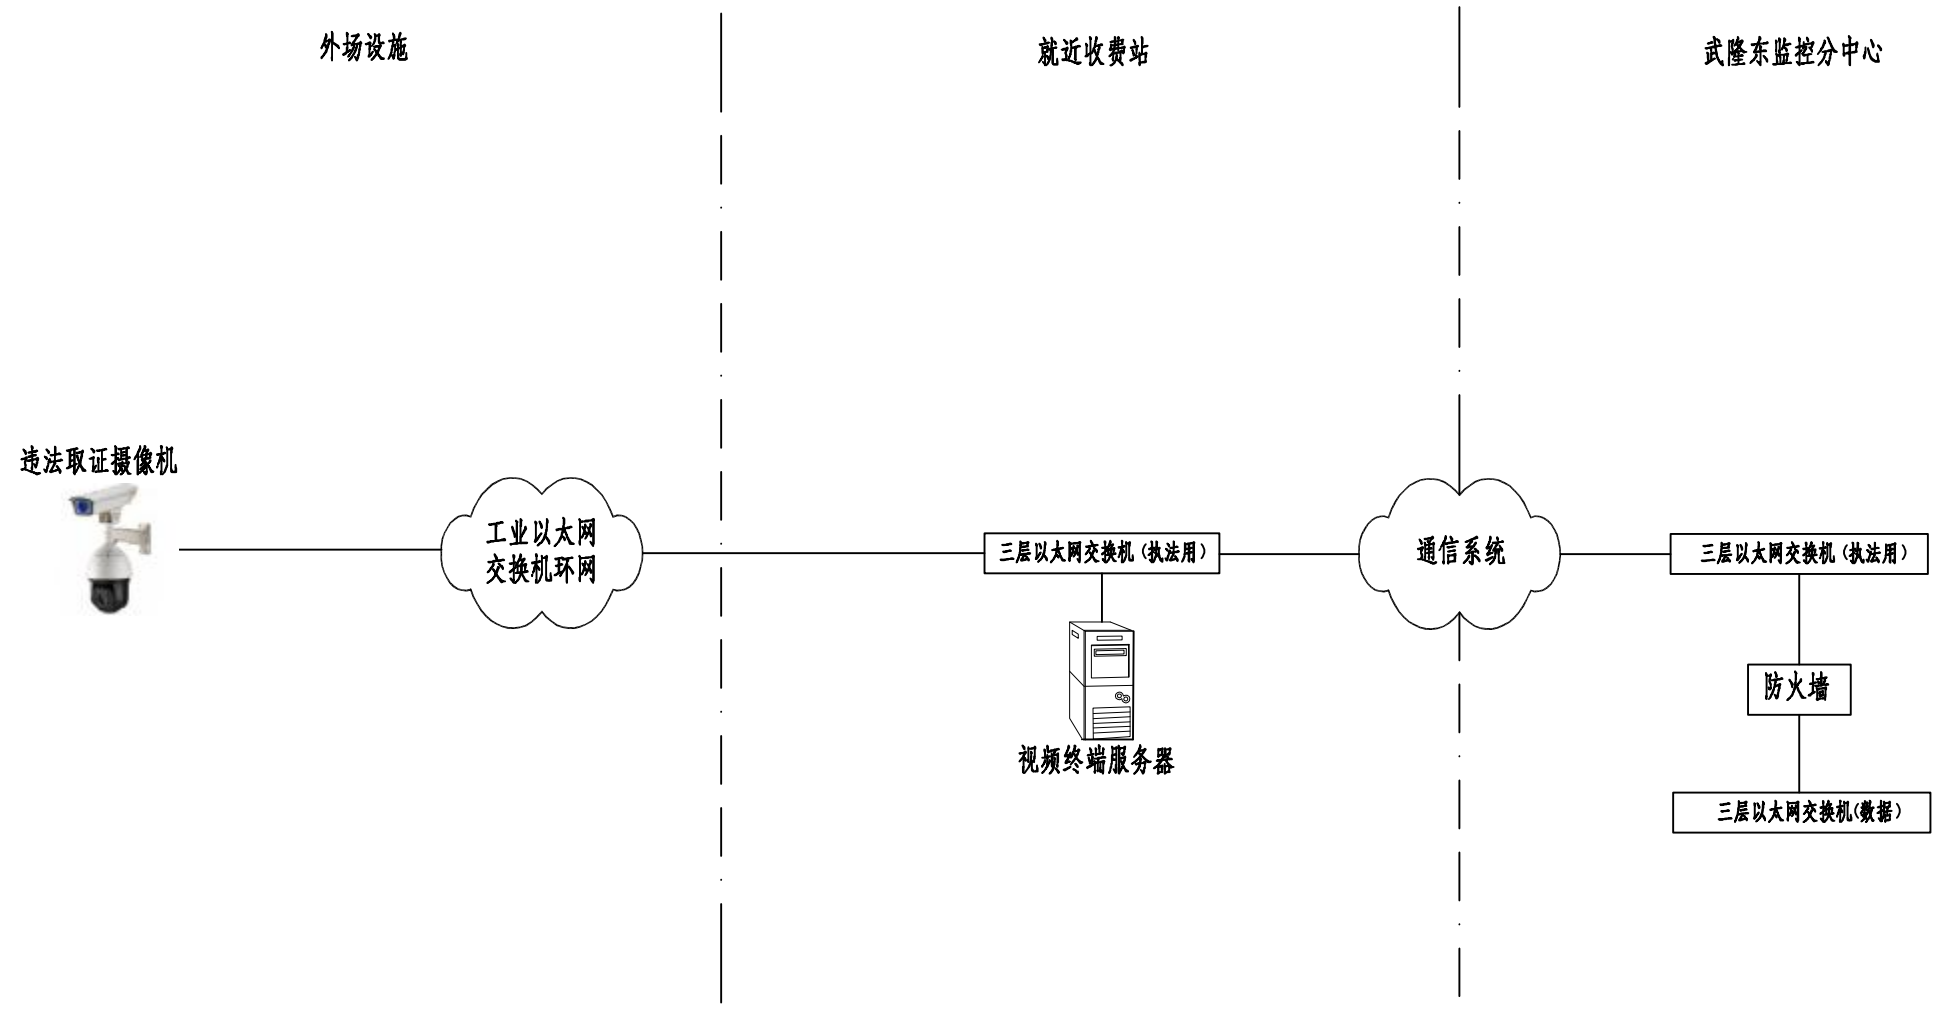 外场设施
就近收费站
武隆东监控分中心
违法取证摄像机
工业以太网
交换机环网
三层以太网交换机（执法用）
通信系统
三层以太网交换机（执法用）
防火墙
视频终端服务器
三层以太网交换机(数据）